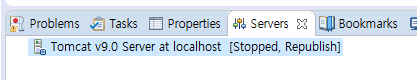 Problems Tasks Properties Servers Bookmarks
Tomcat v9.0 Server at localhost [Stopped, Republish]